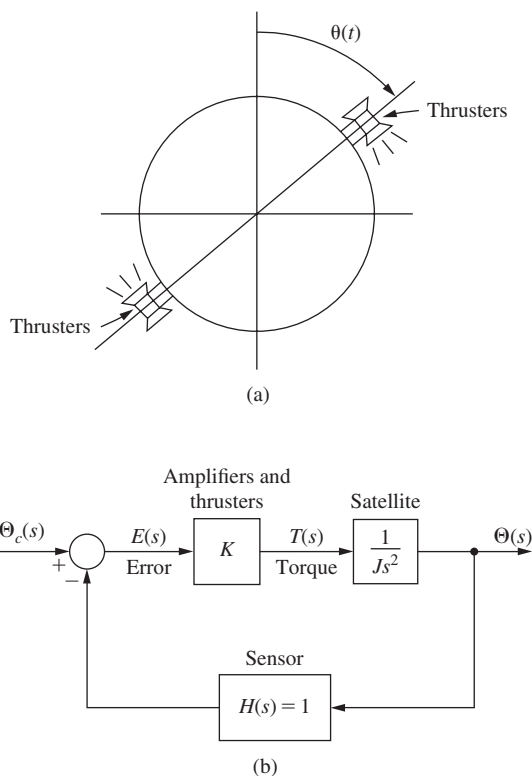 θ(t)
Thrusters
Thrusters
(a)
Amplifiers and
thrusters
Satellite
Θc(s)
E(s)
K
T(s)
1
Js²
Θ(s)
+
−
Error
Torque
Sensor
H(s) = 1
(b)